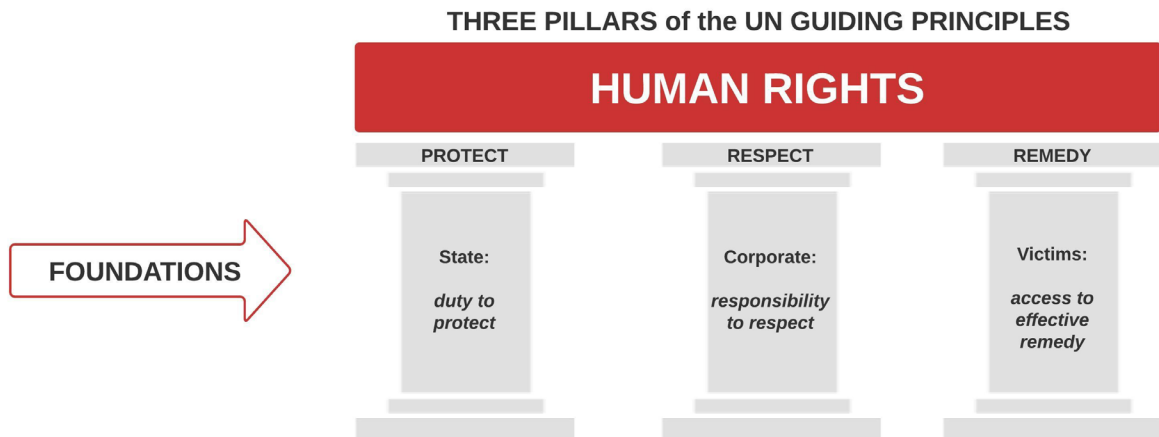 THREE PILLARS of the UN GUIDING PRINCIPLES
HUMAN RIGHTS
PROTECT
RESPECT
REMEDY
FOUNDATIONS
State:
duty to
protect
Corporate:
responsibility
to respect
Victims:
access to
effective
remedy